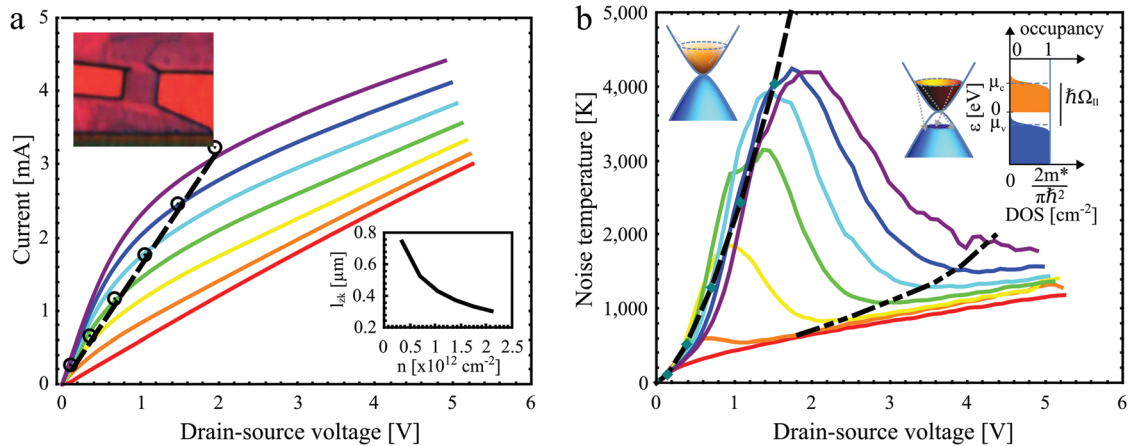 a
Current [mA]
5
4
3
2
1
0
0 1 2 3 4 5 6
Drain-source voltage [V]
l_zk [μm]
0.8
0.6
0.4
0.2
0 0.5 1 1.5 2 2.5
n [x10^12 cm^-2]
b
Noise temperature [K]
5,000
4,000
3,000
2,000
1,000
0
0 1 2 3 4 5 6
Drain-source voltage [V]
occupancy
0 1
ε [eV]
μ_c
0
μ_v
ħΩ_II
0 2m*/πħ²
DOS [cm^-2]